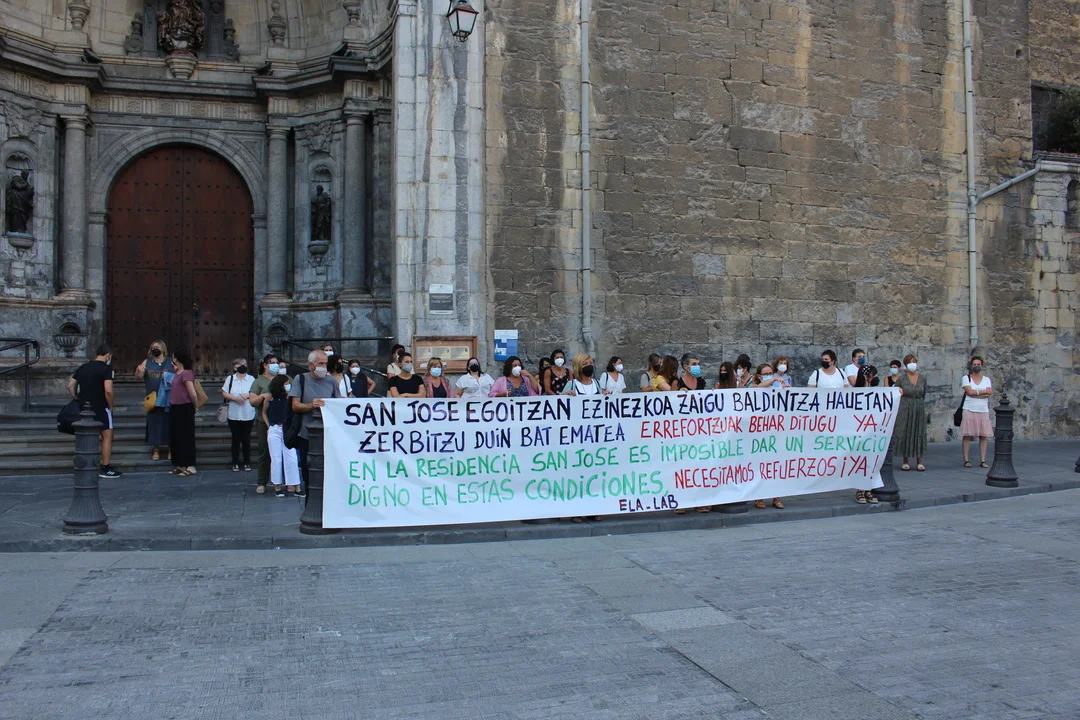 SAN JOSE EGOITZAN EZINEZKOA ZAIGU BALDINTZA HAUETAN
ZERBITZU DUIN BAT EMATEA ERREFORTZUAK BEHAR DITUGU YA!!
EN LA RESIDENCIA SAN JOSE ES IMPOSIBLE DAR UN SERVICIO
DIGNO EN ESTAS CONDICIONES, NECESITAMOS REFUERZOS ¡YA!!
ELA-LAB